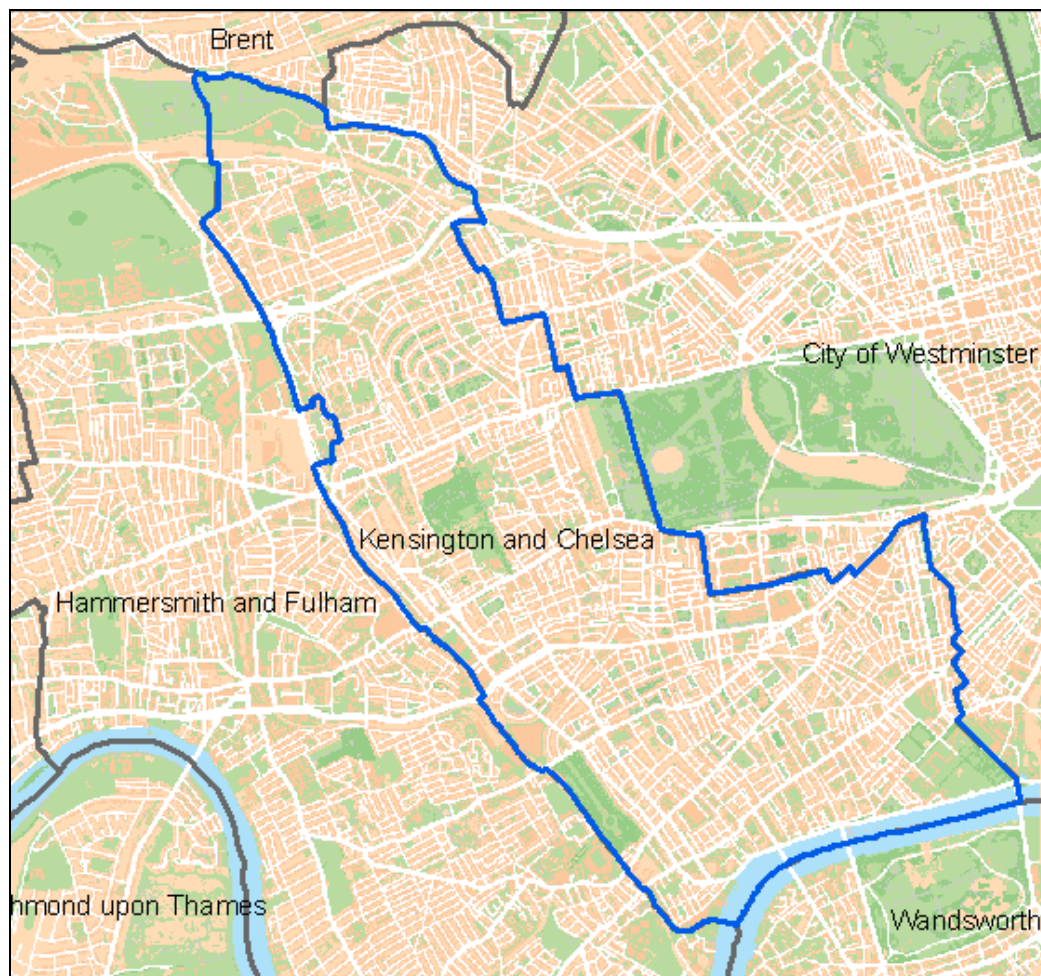 Brent
City of Westminster
Kensington and Chelsea
Hammersmith and Fulham
hmond upon Thames
Wandsworth